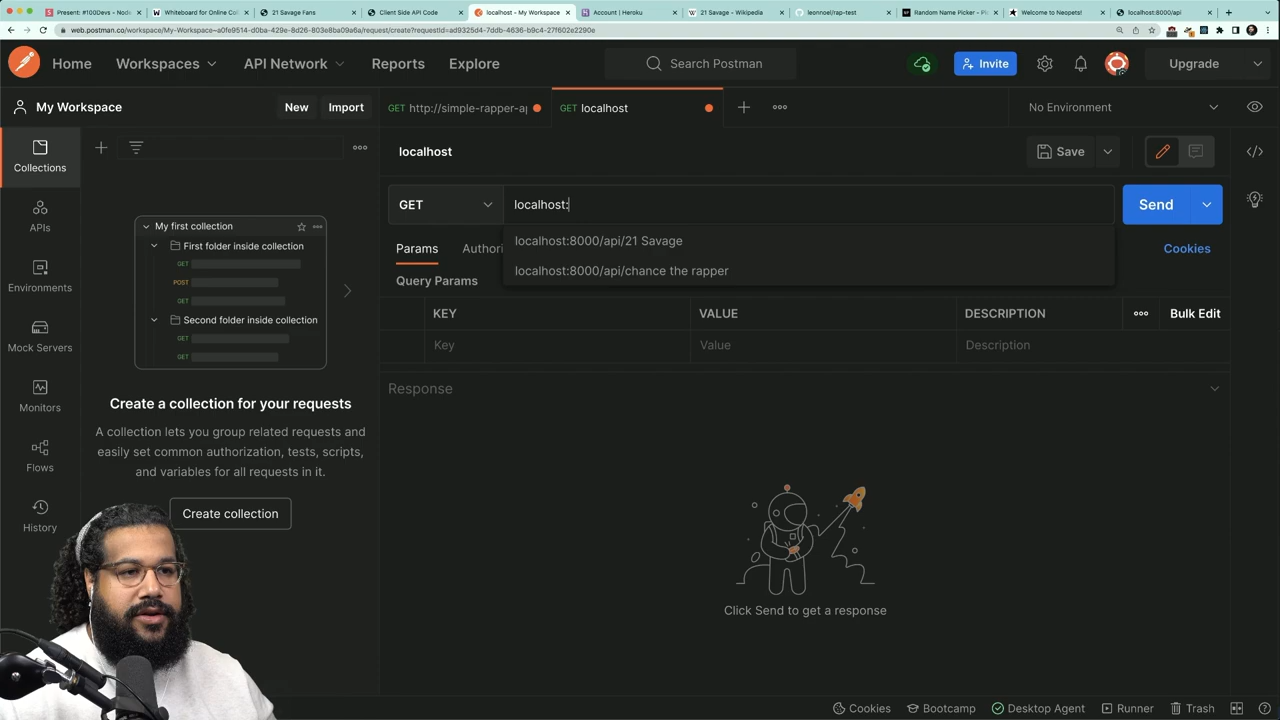 Present: #100Devs - Nod
Whiteboard for Online Col
21 Savage Fans
Client Side API Code
localhost - My Workspace
Account | Heroku
21 Savage - Wikipedia
leonnoel/rap-test
Random Name Picker - Pic
Welcome to Neopets!
localhost:8000/api
web.postman.co/workspace/My-Workspace~a0fe9514-d0ba-429e-8d26-803e8ba09a6a/request/create?requestId=ad9325d4-7ddb-4636-b9c4-27f602e2290e
Home
Workspaces
API Network
Reports
Explore
Search Postman
Invite
Upgrade
My Workspace
New
Import
GET http://simple-rapper-ap
GET localhost
No Environment
Collections
localhost
Save
APIs
GET
localhost:
Send
My first collection
First folder inside collection
GET
POST
GET
Second folder inside collection
GET
GET
localhost:8000/api/21 Savage
localhost:8000/api/chance the rapper
Params
Authori
Cookies
Query Params
KEY
VALUE
DESCRIPTION
Bulk Edit
Key
Value
Description
Environments
Mock Servers
Monitors
Flows
History
Response
Create a collection for your requests
A collection lets you group related requests and
easily set common authorization, tests, scripts,
and variables for all requests in it.
Create collection
Click Send to get a response
Cookies
Bootcamp
Desktop Agent
Runner
Trash